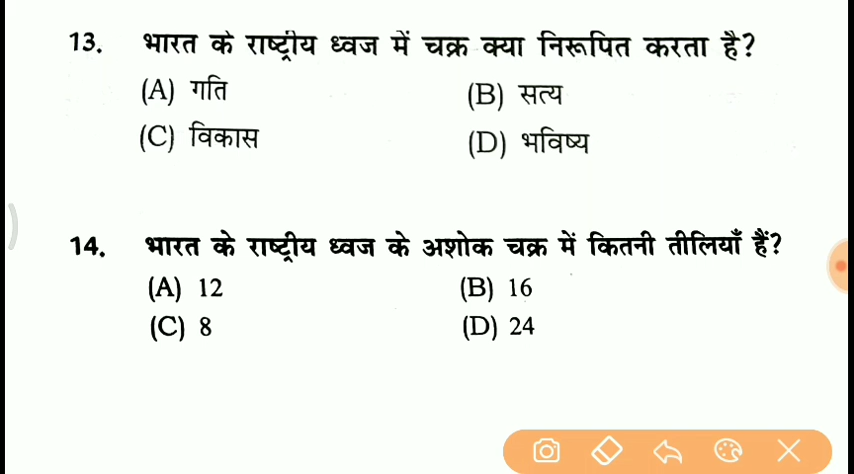 13. भारत के राष्ट्रीय ध्वज में चक्र क्या निरूपित करता है?
(A) गति (B) सत्य
(C) विकास (D) भविष्य
14. भारत के राष्ट्रीय ध्वज के अशोक चक्र में कितनी तीलियाँ हैं?
(A) 12 (B) 16
(C) 8 (D) 24